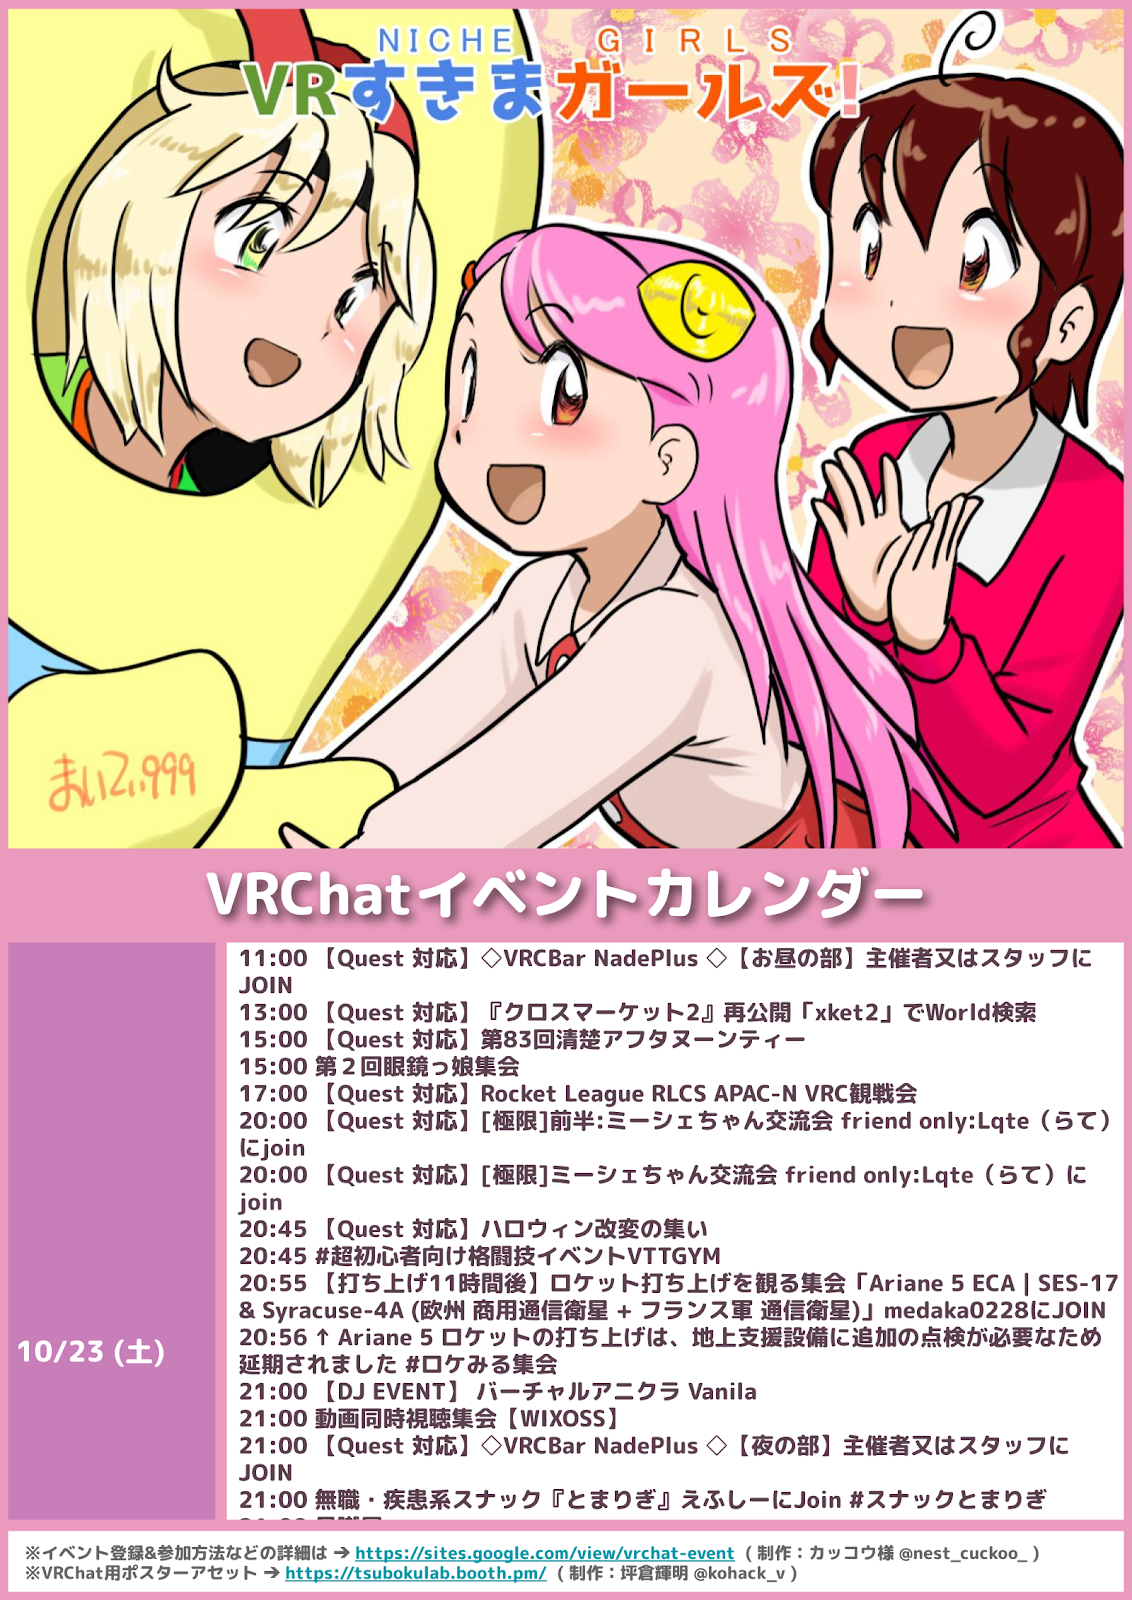 NICHE GIRLS
VRすきまガールズ!
VRChatイベントカレンダー
10/23 (土)
11:00 【Quest 対応】◇VRCBar NadePlus ◇【お昼の部】主催者又はスタッフに
JOIN
13:00 【Quest 対応】『クロスマーケット2』再公開「xket2」でWorld検索
15:00 【Quest 対応】第83回清楚アフタヌーンティー
15:00 第２回眼鏡っ娘集会
17:00 【Quest 対応】Rocket League RLCS APAC-N VRC観戦会
20:00 【Quest 対応】[極限]前半:ミーシェちゃん交流会 friend only:Lqte（らて）
にjoin
20:00 【Quest 対応】[極限]ミーシェちゃん交流会 friend only:Lqte（らて）に
join
20:45 【Quest 対応】ハロウィン改変の集い
20:45 #超初心者向け格闘技イベントVTTGYM
20:55 【打ち上げ11時間後】ロケット打ち上げを観る集会「Ariane 5 ECA | SES-17
& Syracuse-4A (欧州 商用通信衛星 + フランス軍 通信衛星)」medaka0228にJOIN
20:56 ↑ Ariane 5 ロケットの打ち上げは、地上支援設備に追加の点検が必要なため
延期されました #ロケみる集会
21:00 【DJ EVENT】 バーチャルアニクラ Vanila
21:00 動画同時視聴集会【WIXOSS】
21:00 【Quest 対応】◇VRCBar NadePlus ◇【夜の部】主催者又はスタッフに
JOIN
21:00 無職・疾患系スナック『とまりぎ』えふしーにJoin #スナックとまりぎ
※イベント登録&参加方法などの詳細は ➔ https://sites.google.com/view/vrchat-event ( 制作：カッコウ様 @nest_cuckoo_ )
※VRChat用ポスターアセット ➔ https://tsubokulab.booth.pm/ ( 制作：坪倉輝明 @kohack_v )